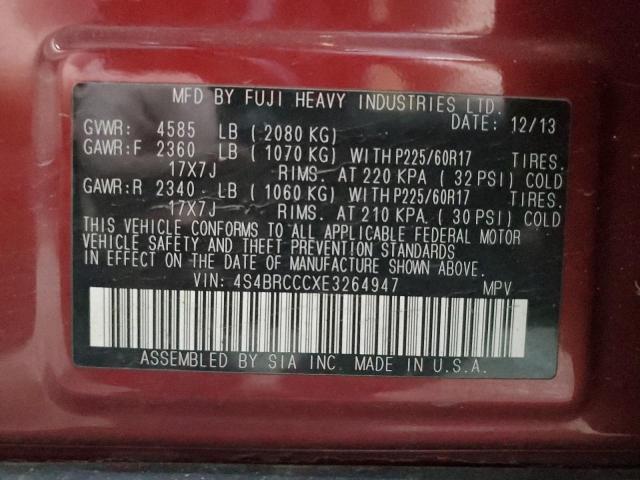 MFD BY FUJI HEAVY INDUSTRIES LTD.
DATE: 12/13
GVWR: 4585 LB ( 2080 KG)
GAWR:F 2360 LB ( 1070 KG) WITH P225/60R17 TIRES.
17X7J RIMS. AT 220 KPA ( 32 PSI) COLD
GAWR:R 2340 LB ( 1060 KG) WITH P225/60R17 TIRES.
17X7J RIMS. AT 210 KPA ( 30 PSI) COLD
THIS VEHICLE CONFORMS TO ALL APPLICABLE FEDERAL MOTOR
VEHICLE SAFETY AND THEFT PREVENTION STANDARDS
IN EFFECT ON THE DATE OF MANUFACTURE SHOWN ABOVE.
VIN: 4S4BRCCCXE3264947 MPV
ASSEMBLED BY SIA INC. MADE IN U.S.A.